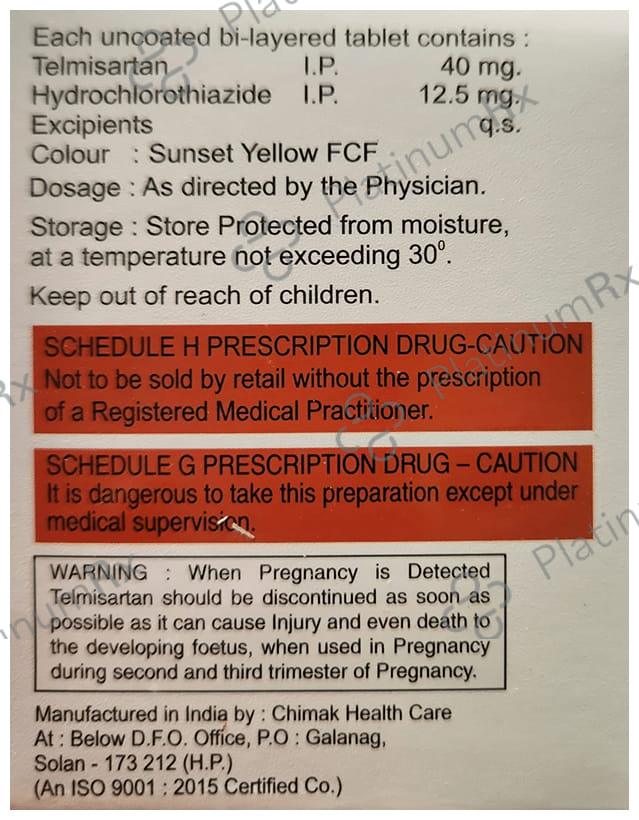 Each uncoated bi-layered tablet contains :
Telmisartan I.P. 40 mg.
Hydrochlorothiazide I.P. 12.5 mg.
Excipients q.s.
Colour : Sunset Yellow FCF
Dosage : As directed by the Physician.
Storage : Store Protected from moisture,
at a temperature not exceeding 30⁰.
Keep out of reach of children.
SCHEDULE H PRESCRIPTION DRUG-CAUTION
Not to be sold by retail without the prescription
of a Registered Medical Practitioner.
SCHEDULE G PRESCRIPTION DRUG – CAUTION
It is dangerous to take this preparation except under
medical supervision.
WARNING : When Pregnancy is Detected
Telmisartan should be discontinued as soon as
possible as it can cause Injury and even death to
the developing foetus, when used in Pregnancy
during second and third trimester of Pregnancy.
Manufactured in India by : Chimak Health Care
At : Below D.F.O. Office, P.O : Galanag,
Solan - 173 212 (H.P.)
(An ISO 9001 : 2015 Certified Co.)
PlatinumRx
PlatinumRx